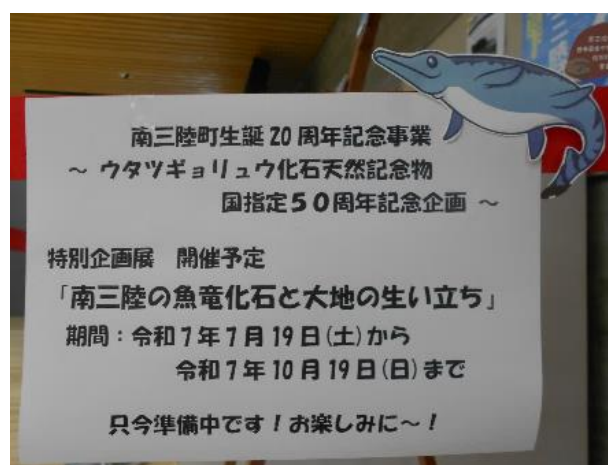 南三陸町生誕20周年記念事業
～ ウタツギョリュウ化石天然記念物
国指定50周年記念企画 ～
特別企画展　開催予定
「南三陸の魚竜化石と大地の生い立ち」
期間：令和7年7月19日(土)から
令和7年10月19日(日)まで
只今準備中です！お楽しみに～！